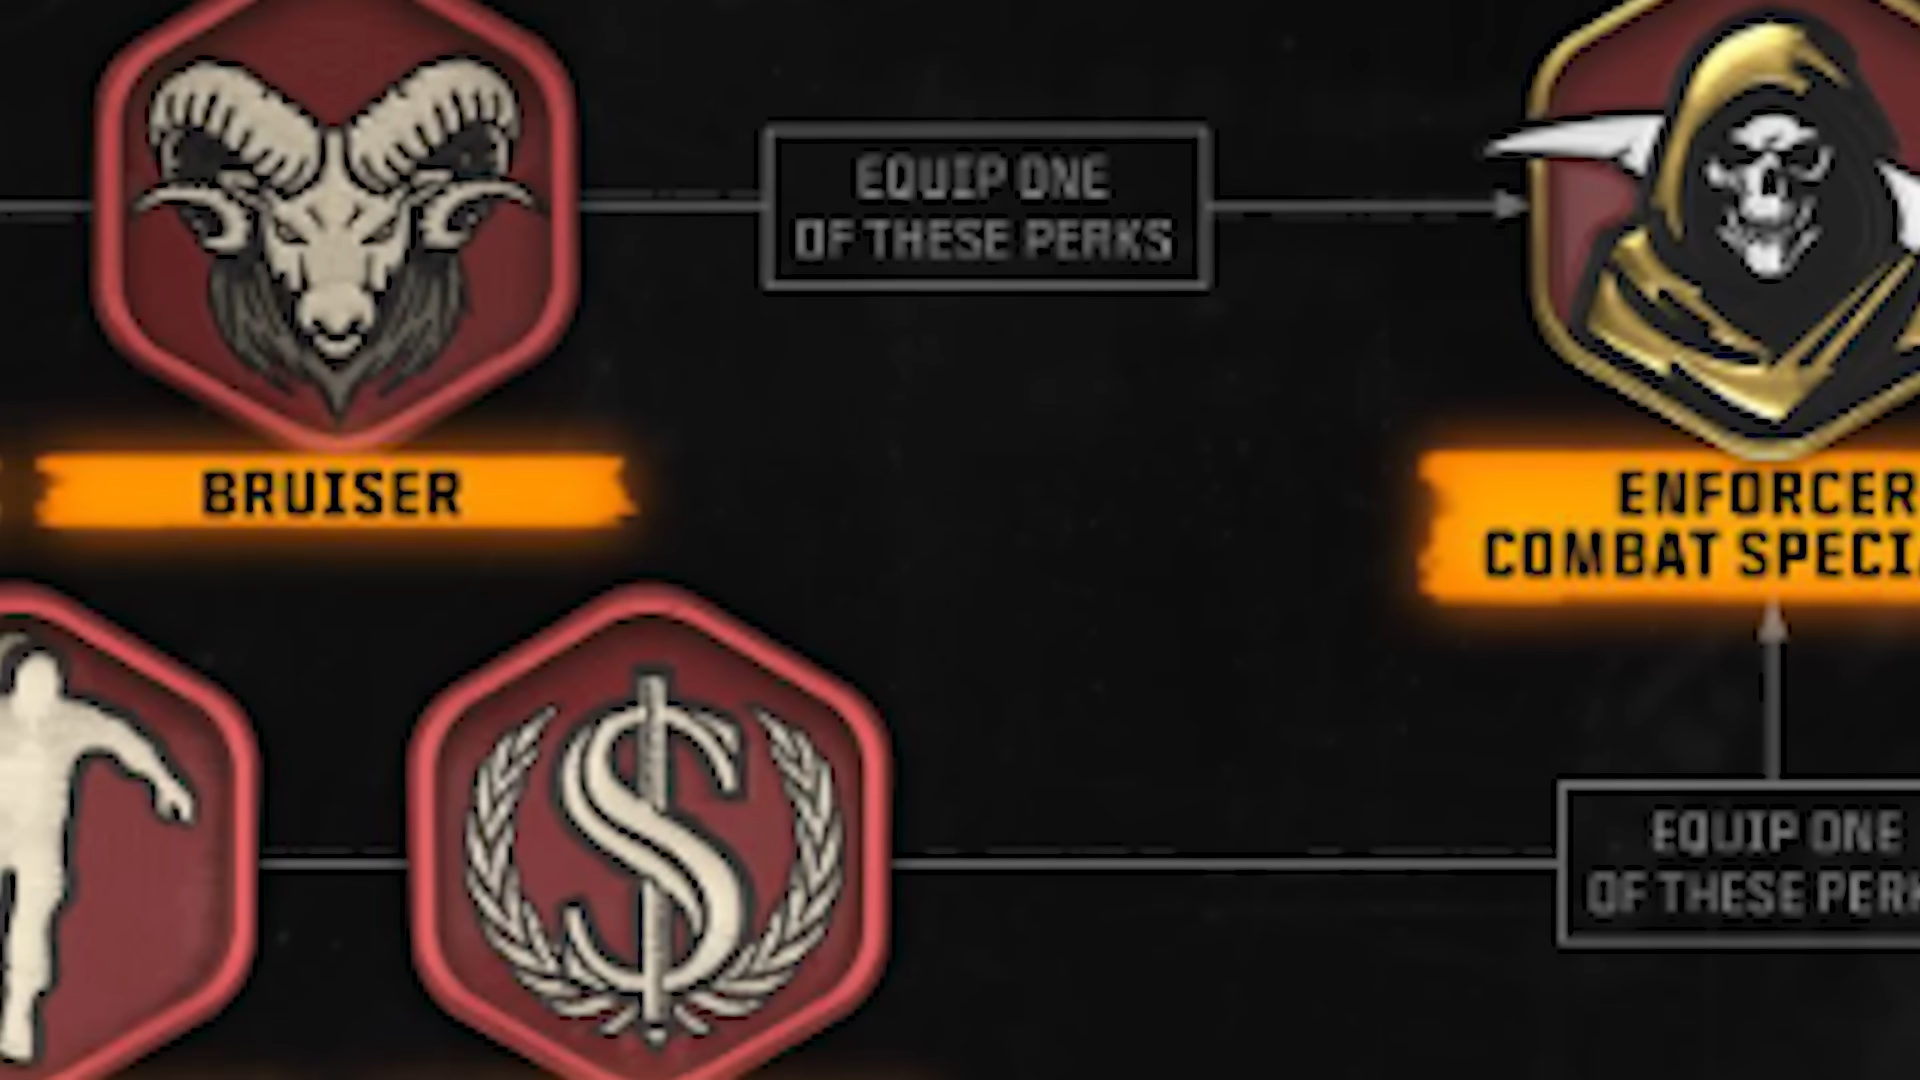 EQUIP ONE
OF THESE PERKS
BRUISER
ENFORCER
COMBAT SPECI
EQUIP ONE
OF THESE PERK